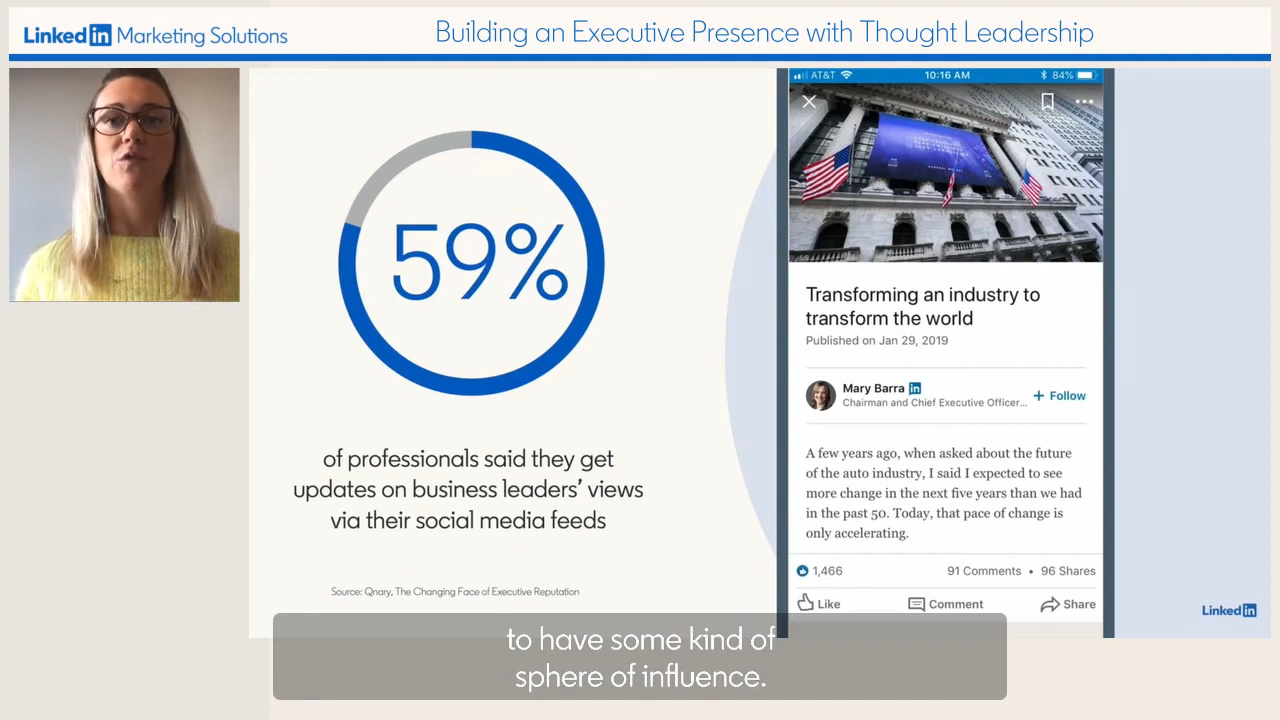 LinkedIn Marketing Solutions
Building an Executive Presence with Thought Leadership
59%
of professionals said they get
updates on business leaders' views
via their social media feeds
Source: Qnary, The Changing Face of Executive Reputation
AT&T
10:16 AM
84%
Transforming an industry to
transform the world
Published on Jan 29, 2019
Mary Barra in
Chairman and Chief Executive Officer...
+ Follow
A few years ago, when asked about the future
of the auto industry, I said I expected to see
more change in the next five years than we had
in the past 50. Today, that pace of change is
only accelerating.
1,466
91 Comments • 96 Shares
Like
Comment
Share
LinkedIn
to have some kind of
sphere of influence.